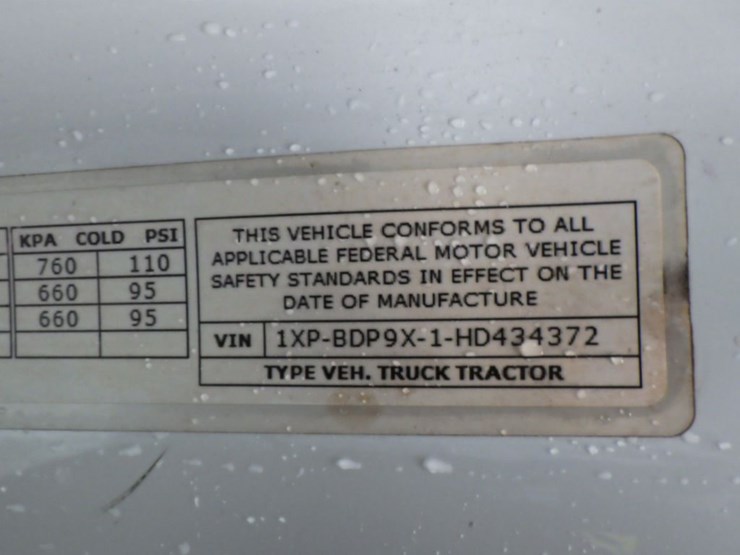 KPA COLD PSI
760 110
660 95
660 95
THIS VEHICLE CONFORMS TO ALL
APPLICABLE FEDERAL MOTOR VEHICLE
SAFETY STANDARDS IN EFFECT ON THE
DATE OF MANUFACTURE
VIN 1XP-BDP9X-1-HD434372
TYPE VEH. TRUCK TRACTOR